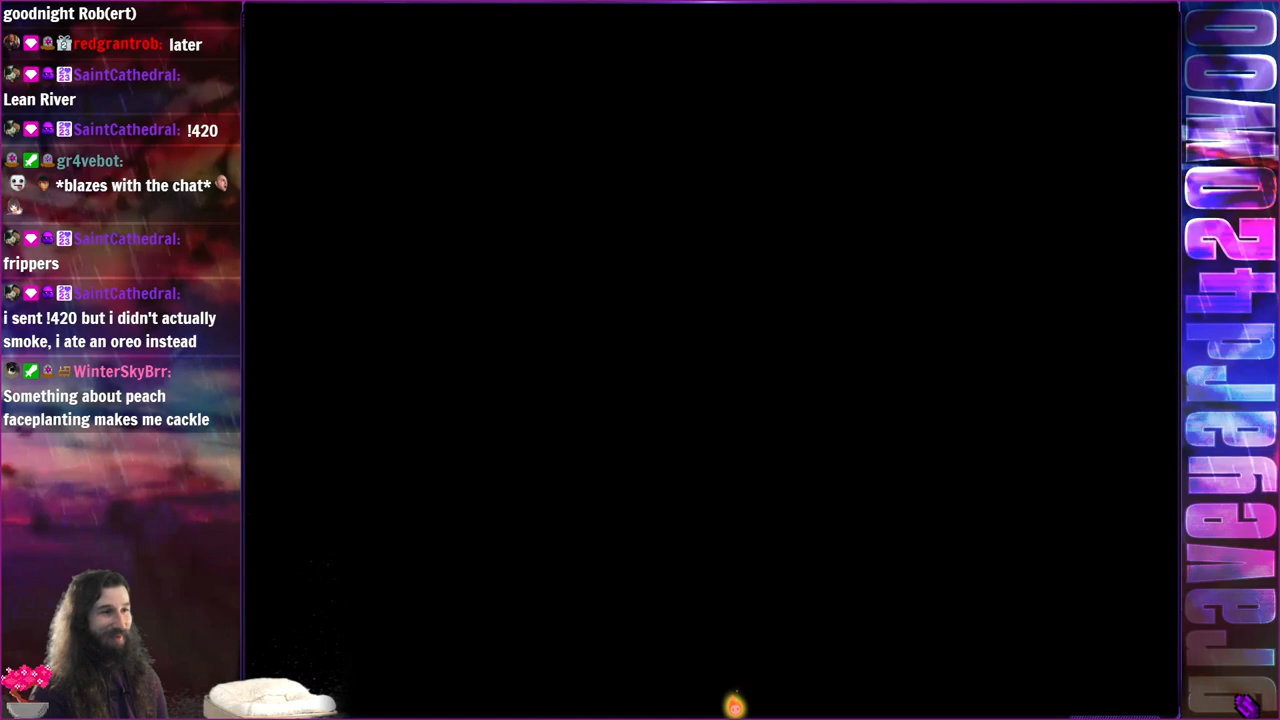 goodnight Rob(ert)
redgrantrob: later
SaintCathedral:
Lean River
SaintCathedral: !420
gr4vebot:
*blazes with the chat*
SaintCathedral:
frippers
SaintCathedral:
i sent !420 but i didn't actually
smoke, i ate an oreo instead
WinterSkyBrr:
Something about peach
faceplanting makes me cackle